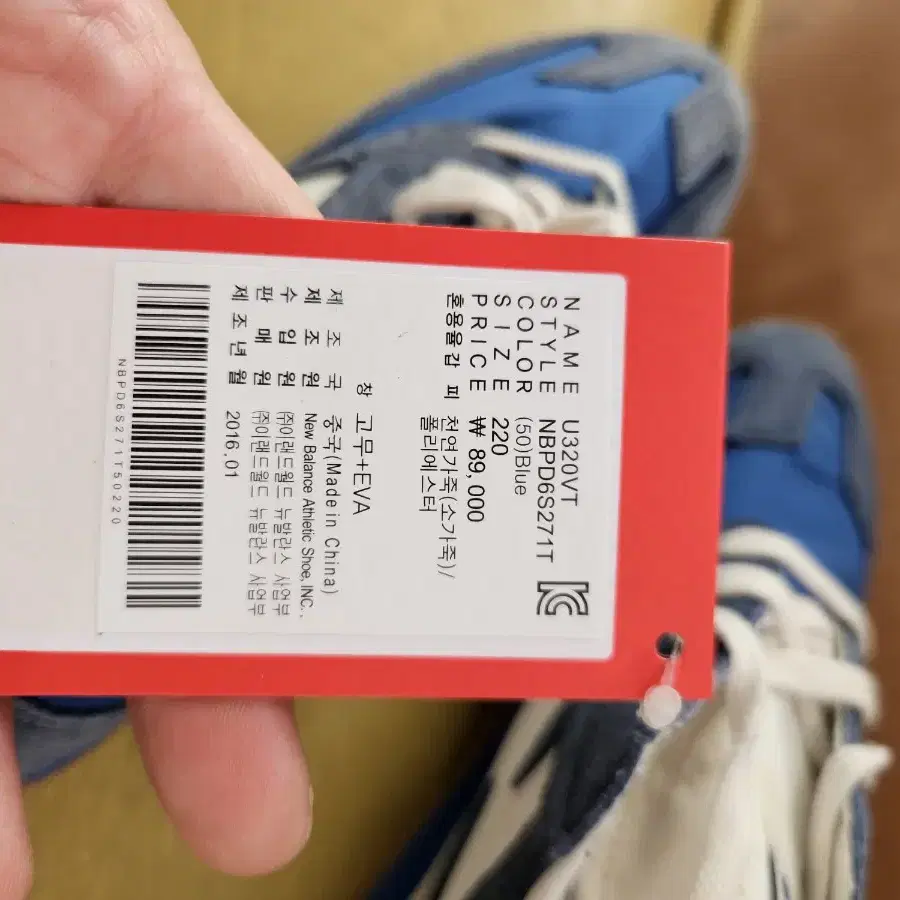 NAME U320VT
STYLE NBPD6S271T
COLOR (50)Blue
SIZE 220
PRICE ₩ 89,000
혼용율 갑 피 천연가죽(소가죽)/
폴리에스터
창 고무+EVA
제 조 국 중국(Made in China)
제 조 원 New Balance Athletic Shoe, INC.,
수 입 원 ㈜이랜드월드 뉴발란스 사업부
판 매 원 ㈜이랜드월드 뉴발란스 사업부
제조년월 2016.01
NBPD6S271T50220